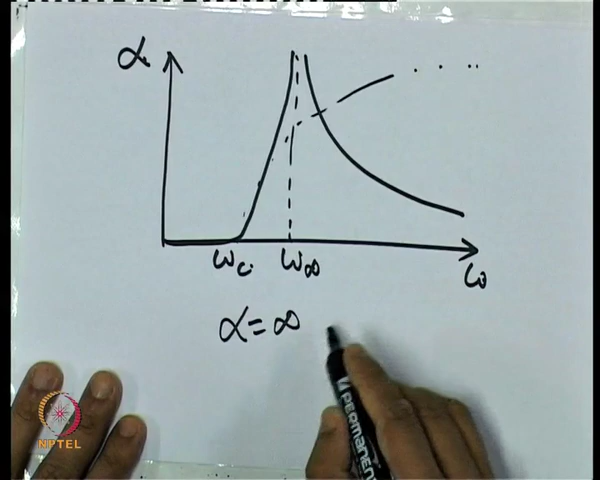 α
ωc ω∞
ω
α = ∞
PERMANENT
NPTEL